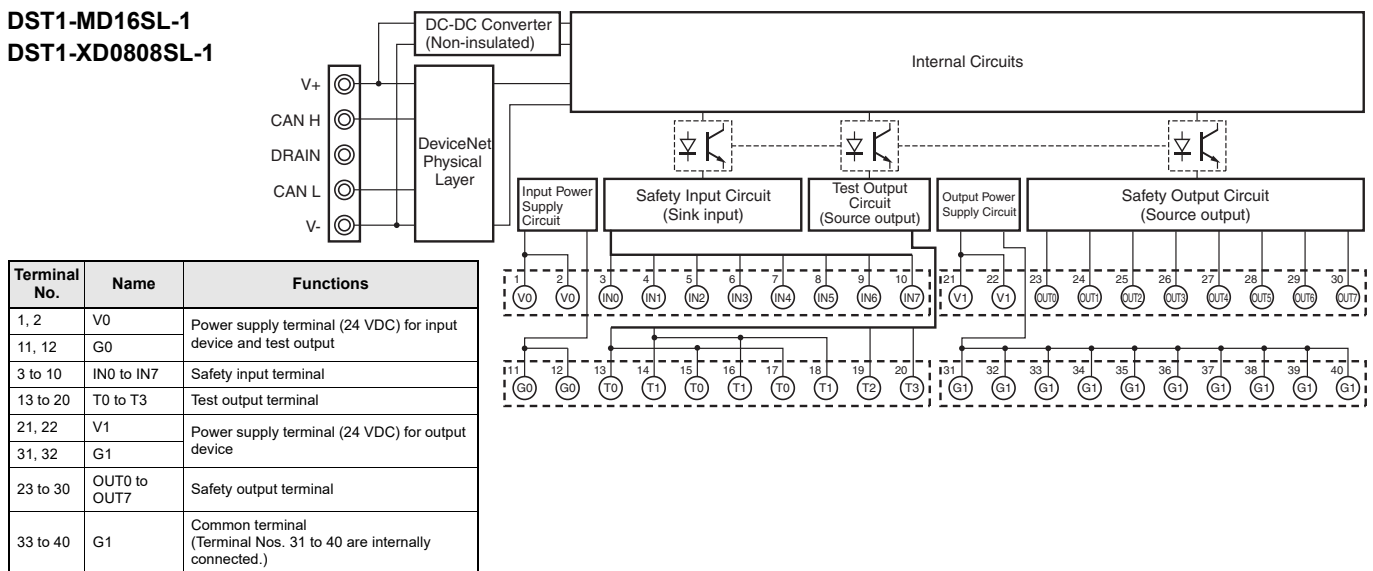 DST1-MD16SL-1
DST1-XD0808SL-1
DC-DC Converter
(Non-insulated)
Internal Circuits
V+
CAN H
DRAIN
CAN L
V-
DeviceNet
Physical
Layer
Input Power
Supply
Circuit
Safety Input Circuit
(Sink input)
Test Output
Circuit
(Source output)
Output Power
Supply Circuit
Safety Output Circuit
(Source output)
1 2 3 4 5 6 7 8 9 10 21 22 23 24 25 26 27 28 29 30
V0 V0 IN0 IN1 IN2 IN3 IN4 IN5 IN6 IN7 V1 V1 OUT0 OUT1 OUT2 OUT3 OUT4 OUT5 OUT6 OUT7
11 12 13 14 15 16 17 18 19 20 31 32 33 34 35 36 37 38 39 40
G0 G0 T0 T1 T0 T1 T0 T1 T2 T3 G1 G1 G1 G1 G1 G1 G1 G1 G1 G1
Terminal
No. Name Functions
1, 2 V0 Power supply terminal (24 VDC) for input
11, 12 G0 device and test output
3 to 10 IN0 to IN7 Safety input terminal
13 to 20 T0 to T3 Test output terminal
21, 22 V1 Power supply terminal (24 VDC) for output
31, 32 G1 device
23 to 30 OUT0 to
OUT7 Safety output terminal
33 to 40 G1 Common terminal
(Terminal Nos. 31 to 40 are internally
connected.)